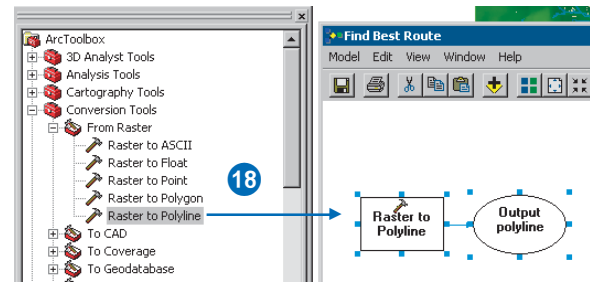 ArcToolbox
3D Analyst Tools
Analysis Tools
Cartography Tools
Conversion Tools
From Raster
Raster to ASCII
Raster to Float
Raster to Point
Raster to Polygon
Raster to Polyline
To CAD
To Coverage
To Geodatabase
18
Find Best Route
Model Edit View Window Help
Raster to
Polyline
Output
polyline